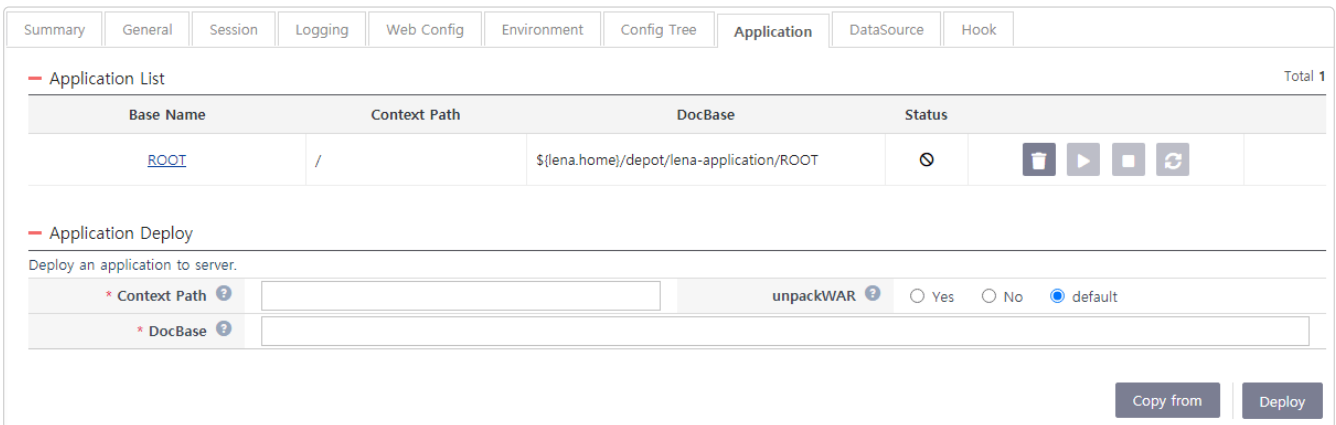 Summary General Session Logging Web Config Environment Config Tree Application DataSource Hook
Application List Total 1
Base Name Context Path DocBase Status
ROOT / ${lena.home}/depot/lena-application/ROOT
Application Deploy
Deploy an application to server.
* Context Path ? unpackWAR ? Yes No default
* DocBase ?
Copy from Deploy